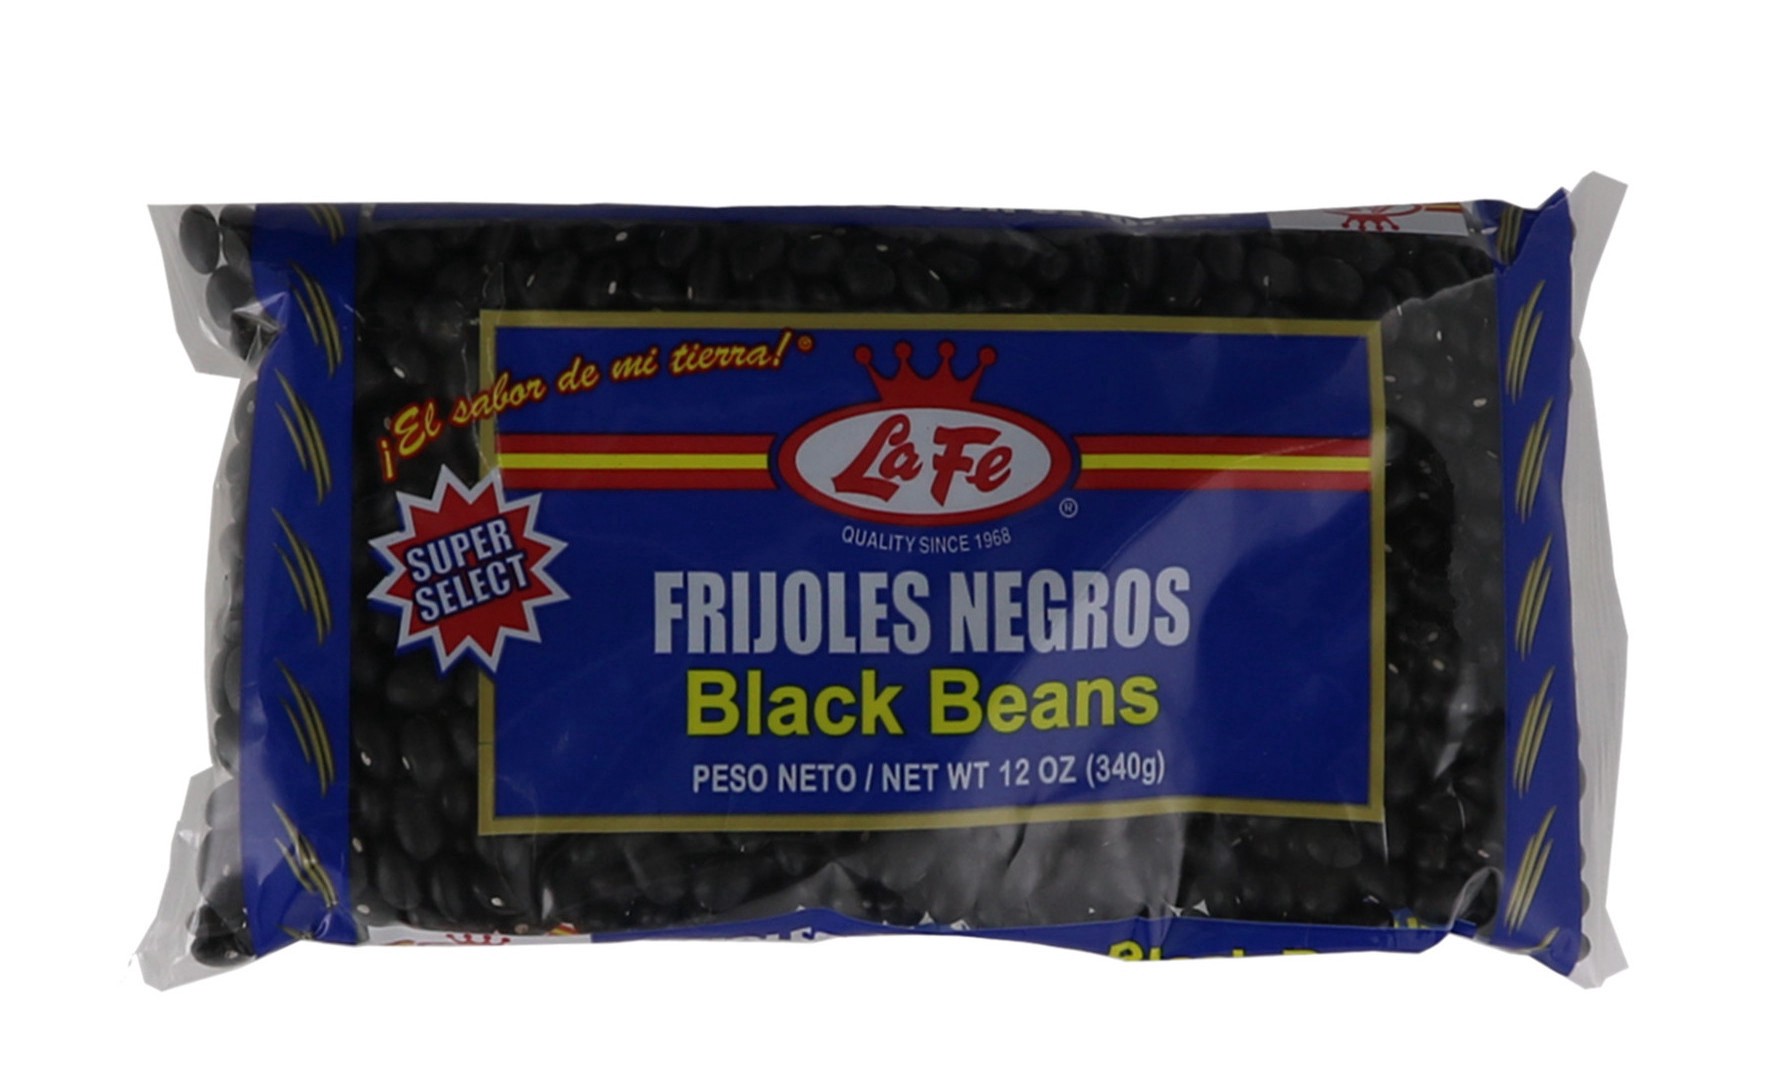 ¡El sabor de mi tierra!®
La Fe
®
QUALITY SINCE 1968
SUPER
SELECT
FRIJOLES NEGROS
Black Beans
PESO NETO / NET WT 12 OZ (340g)